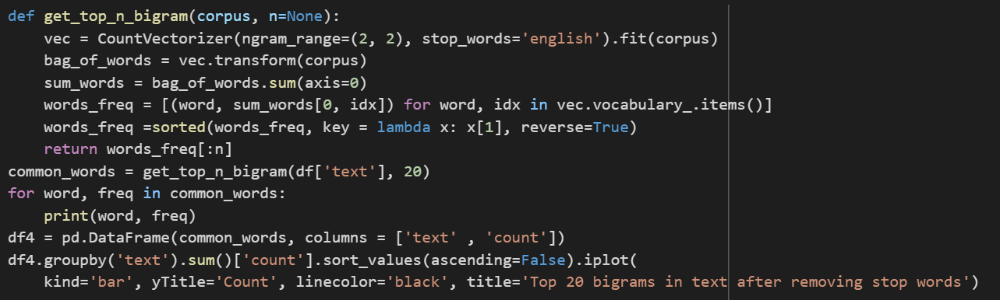 def get_top_n_bigram(corpus, n=None):
    vec = CountVectorizer(ngram_range=(2, 2), stop_words='english').fit(corpus)
    bag_of_words = vec.transform(corpus)
    sum_words = bag_of_words.sum(axis=0)
    words_freq = [(word, sum_words[0, idx]) for word, idx in vec.vocabulary_.items()]
    words_freq =sorted(words_freq, key = lambda x: x[1], reverse=True)
    return words_freq[:n]
common_words = get_top_n_bigram(df['text'], 20)
for word, freq in common_words:
    print(word, freq)
df4 = pd.DataFrame(common_words, columns = ['text' , 'count'])
df4.groupby('text').sum()['count'].sort_values(ascending=False).iplot(
    kind='bar', yTitle='Count', linecolor='black', title='Top 20 bigrams in text after removing stop words')